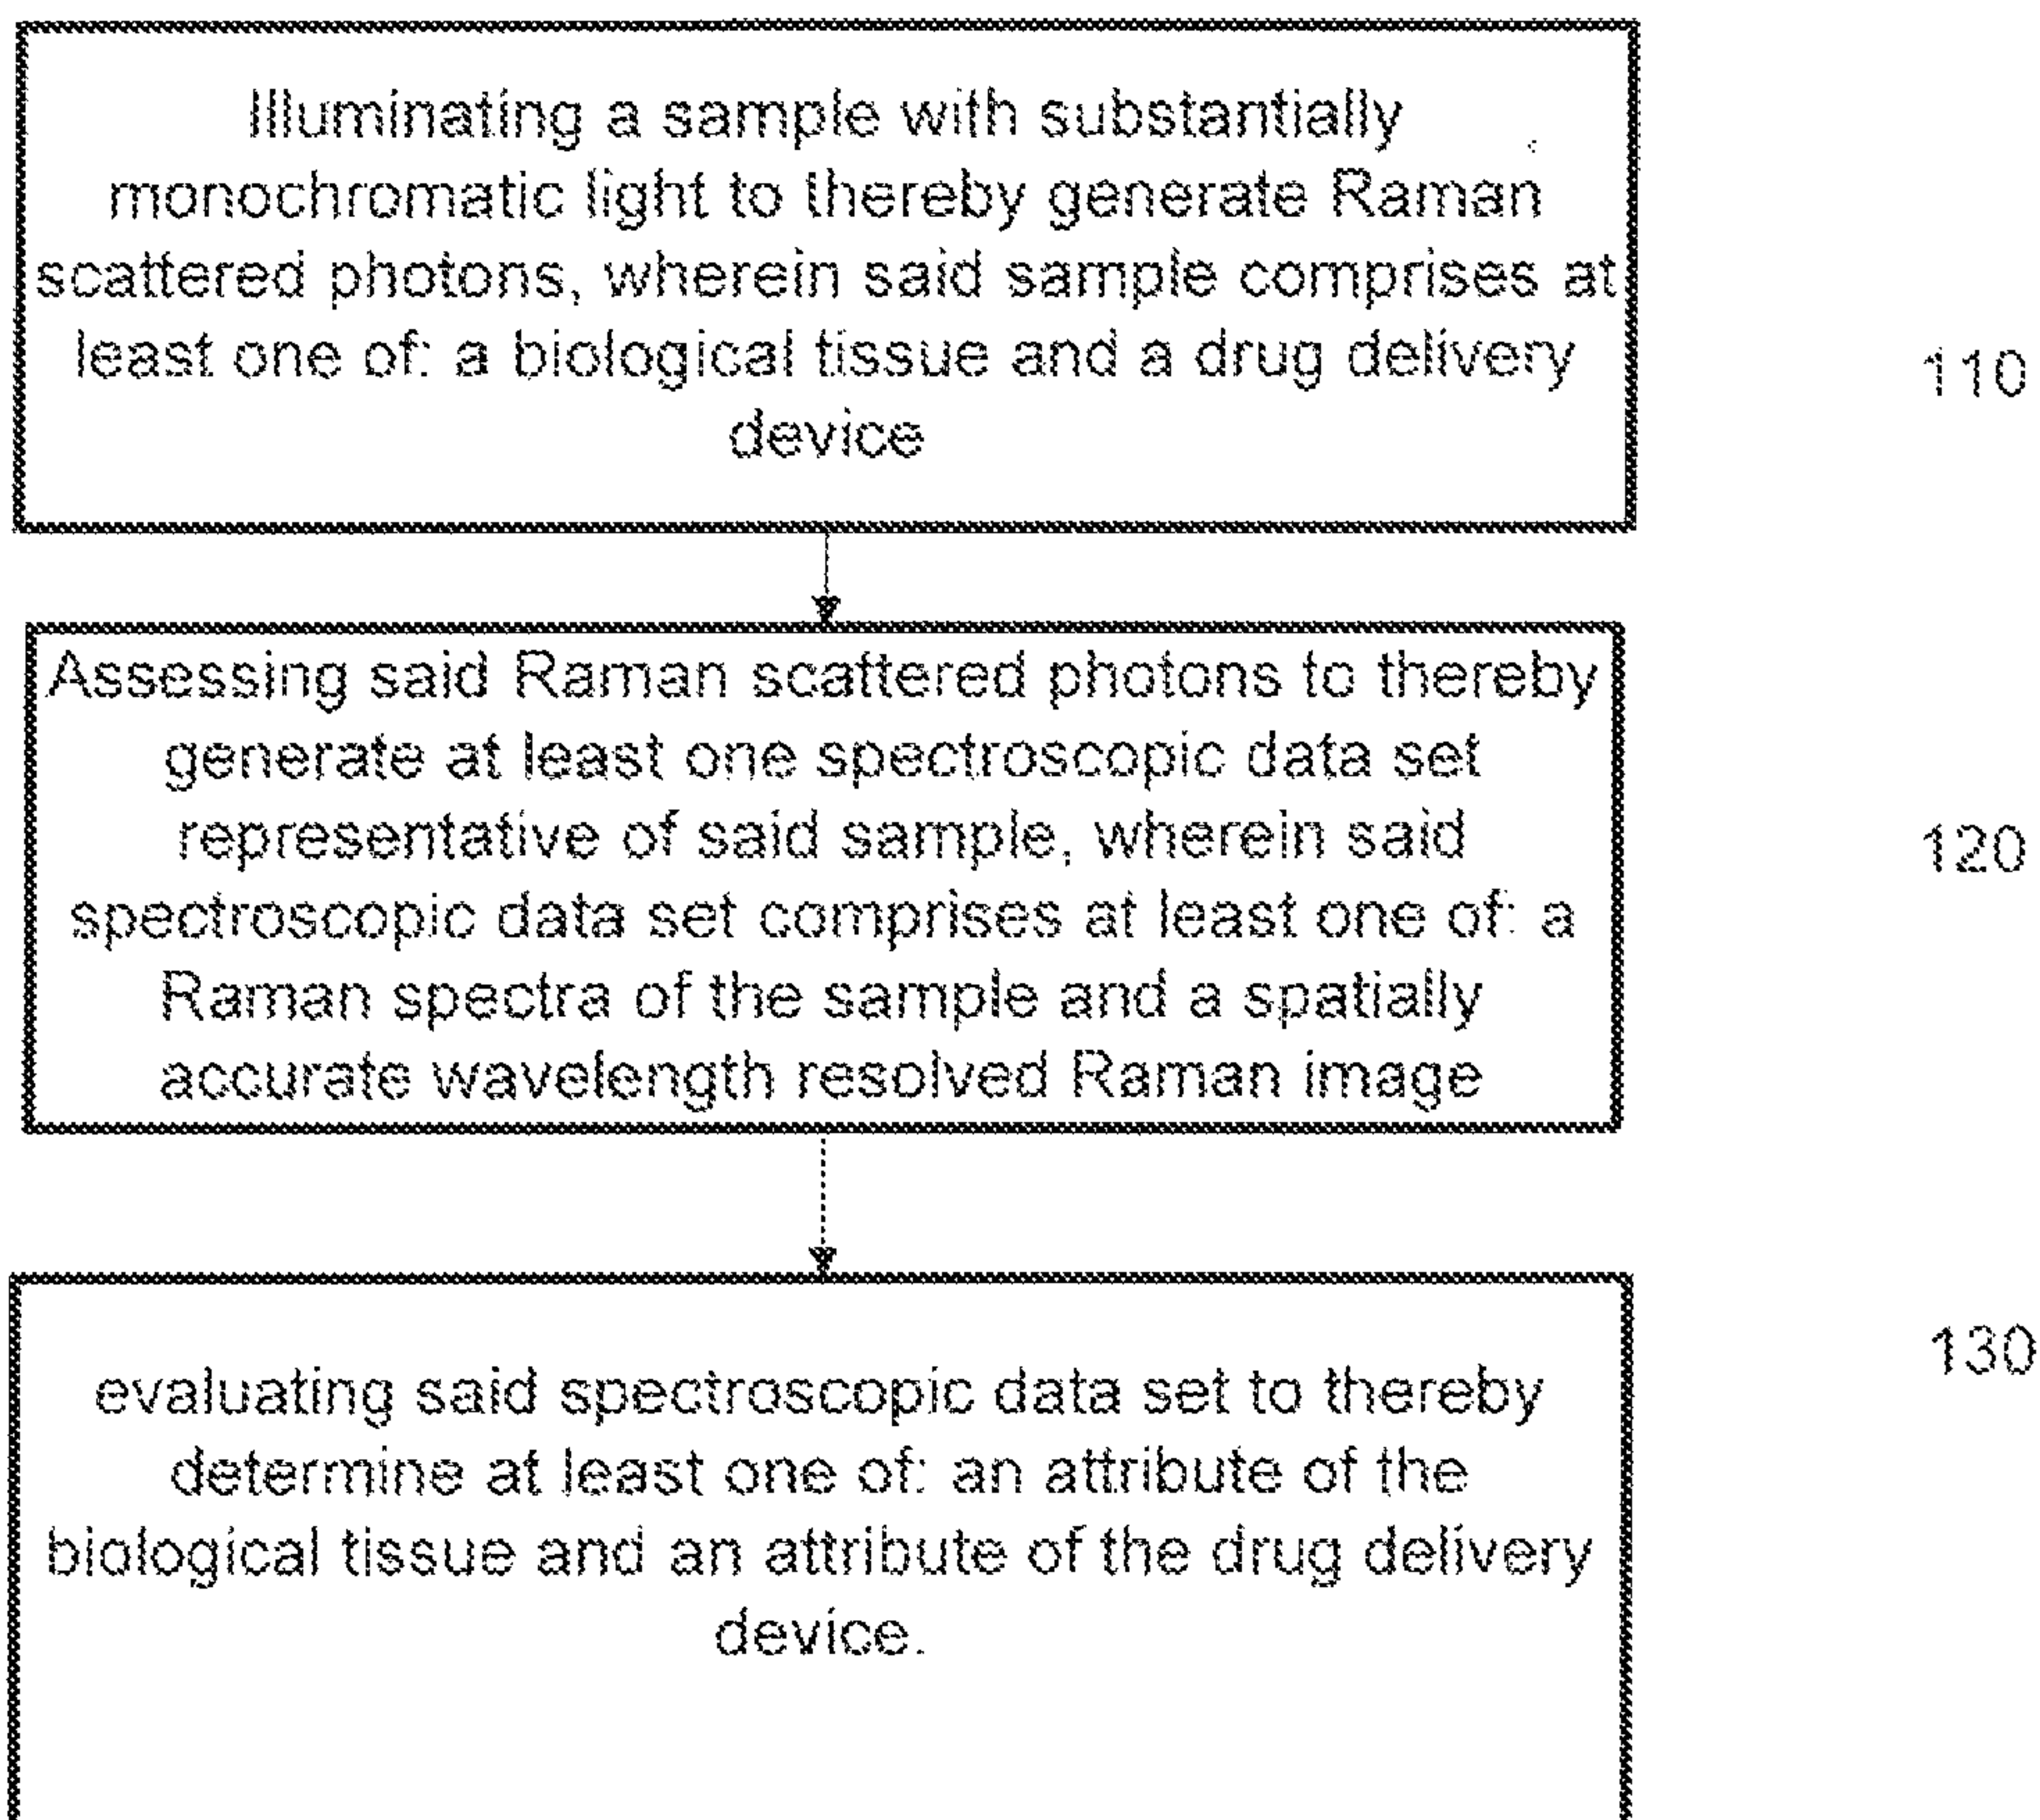 Illuminating a sample with substantially
monochromatic light to thereby generate Raman
scattered photons, wherein said sample comprises at
least one of: a biological tissue and a drug delivery
device
110
Assessing said Raman scattered photons to thereby
generate at least one spectroscopic data set
representative of said sample, wherein said
spectroscopic data set comprises at least one of: a
Raman spectra of the sample and a spatially
accurate wavelength resolved Raman image
120
evaluating said spectroscopic data set to thereby
determine at least one of: an attribute of the
biological tissue and an attribute of the drug delivery
device.
130